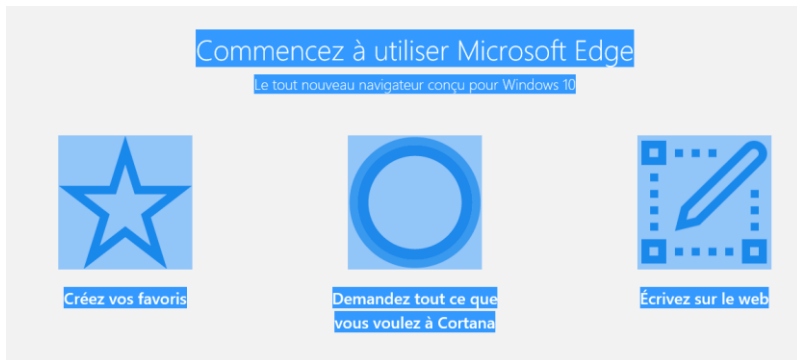 Commencez à utiliser Microsoft Edge
Le tout nouveau navigateur conçu pour Windows 10
Créez vos favoris
Demandez tout ce que
vous voulez à Cortana
Écrivez sur le web